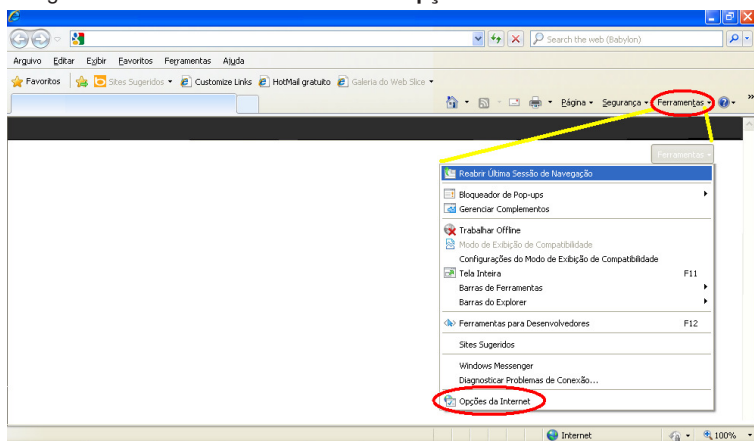 Search the web (Babylon)
Arquivo Editar Exibir Favoritos Ferramentas Ajuda
Favoritos Sites Sugeridos Customize Links HotMail gratuito Galeria do Web Slice
Página Segurança Ferramentas »
Ferramentas
Reabrir Última Sessão de Navegação
Bloqueador de Pop-ups
Gerenciar Complementos
Trabalhar Offline
Modo de Exibição de Compatibilidade
Configurações do Modo de Exibição de Compatibilidade
Tela Inteira F11
Barras de Ferramentas
Barras do Explorer
Ferramentas para Desenvolvedores F12
Sites Sugeridos
Windows Messenger
Diagnosticar Problemas de Conexão...
Opções da Internet
Internet 100%